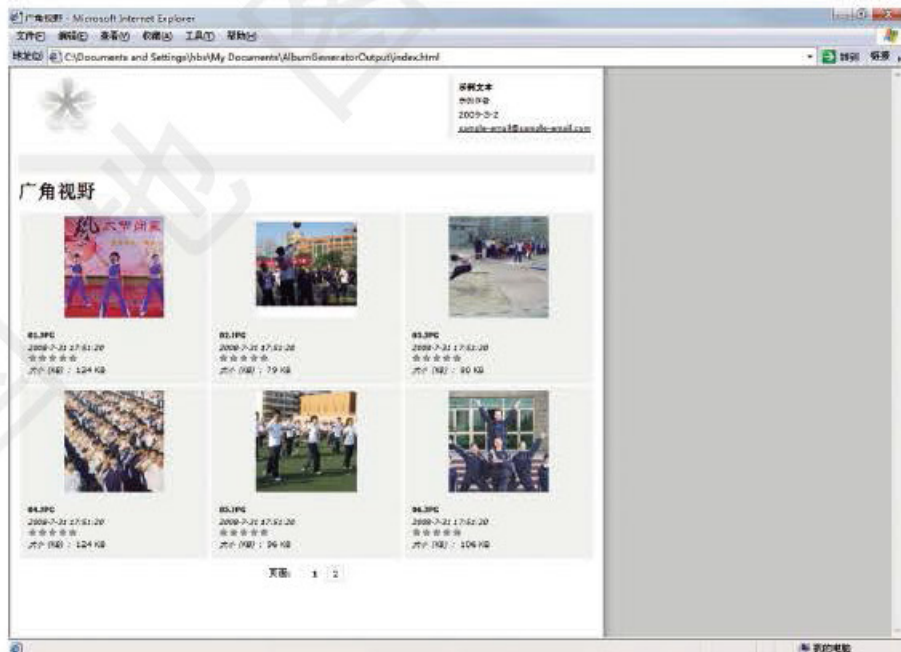 广角视野 - Microsoft Internet Explorer
文件(F) 编辑(E) 查看(V) 收藏(A) 工具(T) 帮助(H)
地址(D) C:\Documents and Settings\hbs\My Documents\AlbumGeneratorOutput\index.html 转到 链接
示例文本
2009-3-2
sample-email@sample-email.com
广角视野
01.JPG 02.JPG 03.JPG
2008-7-31 17:51:20 2008-7-31 17:51:20 2008-7-31 17:51:20
大小 (KB) : 124 KB 大小 (KB) : 79 KB 大小 (KB) : 90 KB
04.JPG 05.JPG 06.JPG
2008-7-31 17:51:20 2008-7-31 17:51:20 2008-7-31 17:51:20
大小 (KB) : 124 KB 大小 (KB) : 96 KB 大小 (KB) : 106 KB
页面: 1 2
我的电脑